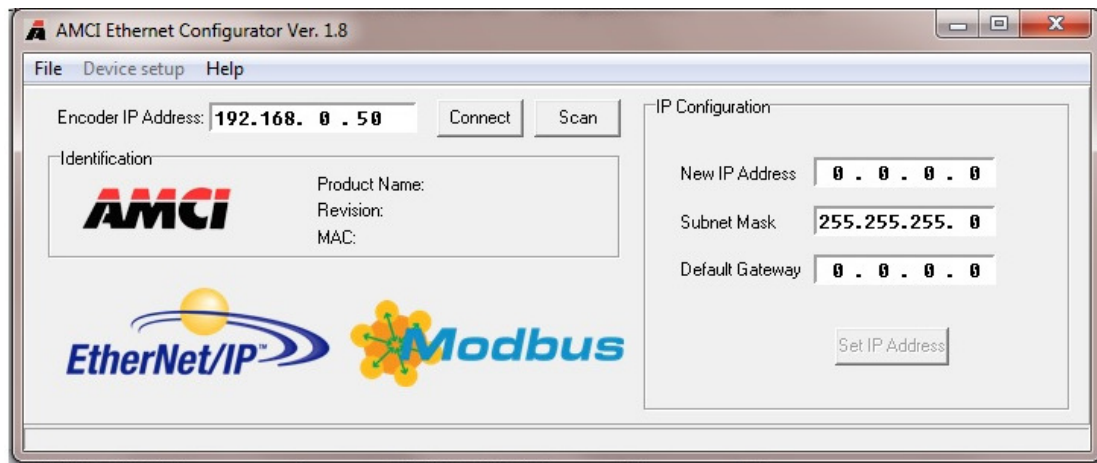 AMCI Ethernet Configurator Ver. 1.8
File Device setup Help
Encoder IP Address: 192.168. 0 .50 Connect Scan
Identification
AMCI
Product Name:
Revision:
MAC:
EtherNet/IP™
Modbus
IP Configuration
New IP Address 0 . 0 . 0 . 0
Subnet Mask 255.255.255. 0
Default Gateway 0 . 0 . 0 . 0
Set IP Address